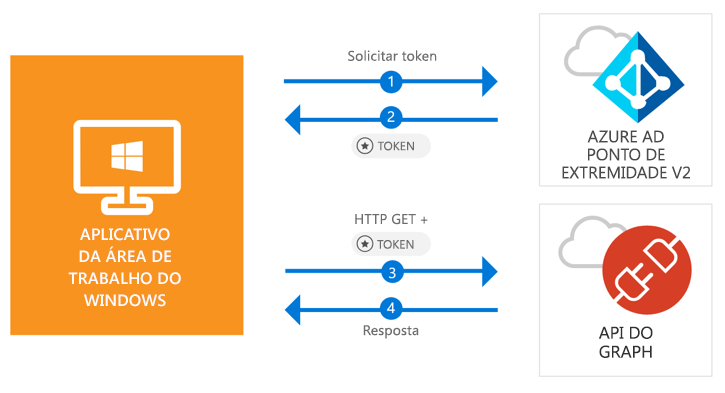 Solicitar token
1
2
TOKEN
AZURE AD
PONTO DE
EXTREMIDADE V2
APLICATIVO
DA ÁREA DE
TRABALHO DO
WINDOWS
HTTP GET +
TOKEN
3
4
Resposta
API DO
GRAPH